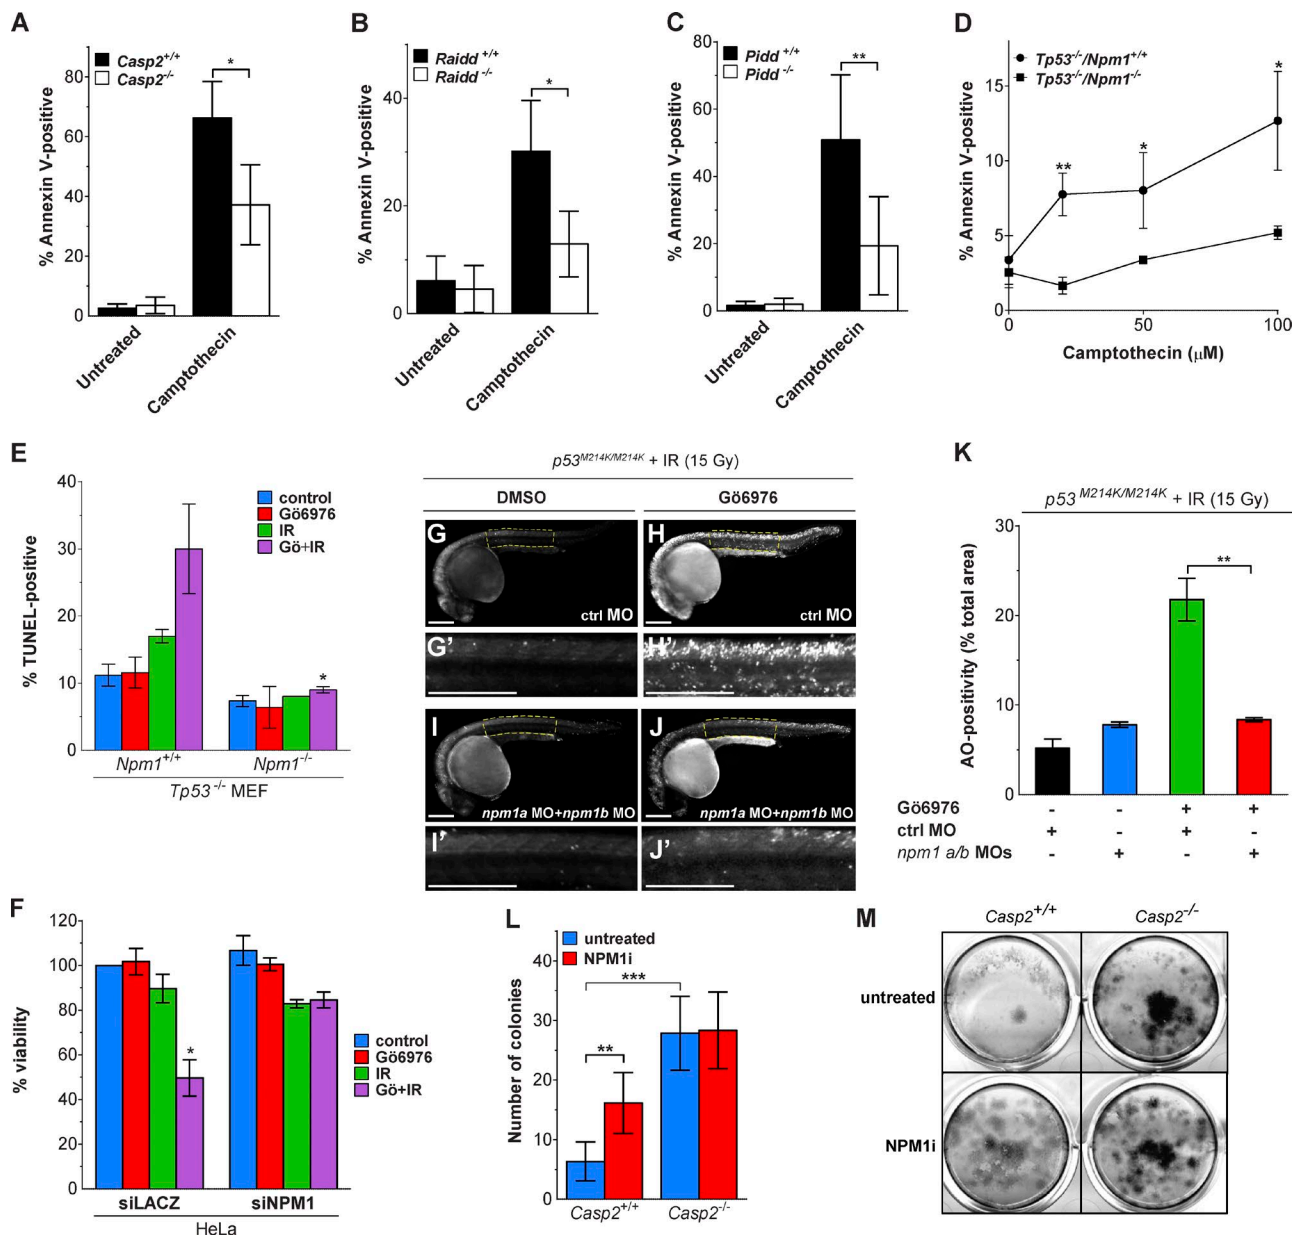 A
Casp2+/+
Casp2-/-
*
% Annexin V-positive
80
60
40
20
0
Untreated
Camptothecin
B
Raidd +/+
Raidd -/-
*
% Annexin V-positive
40
20
0
Untreated
Camptothecin
C
Pidd +/+
Pidd -/-
**
% Annexin V-positive
80
60
40
20
0
Untreated
Camptothecin
D
Tp53-/-/Npm1+/+
Tp53-/-/Npm1-/-
**
*
*
% Annexin V-positive
15
10
5
0
0
50
100
Camptothecin (μM)
E
control
Gö6976
IR
Gö+IR
*
% TUNEL-positive
40
30
20
10
0
Npm1+/+
Npm1-/-
Tp53-/- MEF
p53M214K/M214K + IR (15 Gy)
DMSO
Gö6976
G
ctrl MO
H
ctrl MO
G'
H'
I
npm1a MO+npm1b MO
J
npm1a MO+npm1b MO
I'
J'
K
p53 M214K/M214K + IR (15 Gy)
**
AO-positivity (% total area)
30
20
10
0
Gö6976 - - + +
ctrl MO + - + -
npm1 a/b MOs - + - +
F
% viability
120
100
80
60
40
20
0
*
control
Gö6976
IR
Gö+IR
siLACZ
siNPM1
HeLa
L
untreated
NPM1i
***
**
Number of colonies
40
30
20
10
0
Casp2+/+
Casp2-/-
M
Casp2+/+
Casp2-/-
untreated
NPM1i